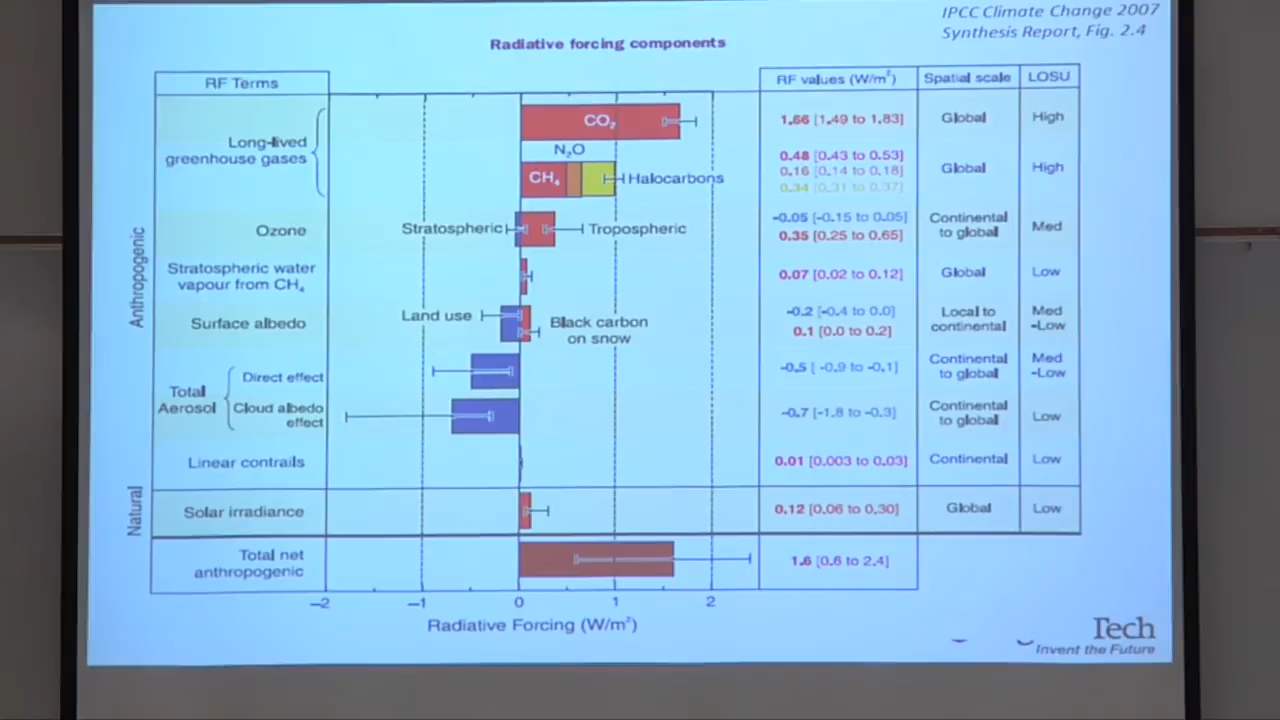 IPCC Climate Change 2007
Synthesis Report, Fig. 2.4
Radiative forcing components
RF Terms
RF values (W/m²)
Spatial scale
LOSU
Anthropogenic
Long-lived
greenhouse gases
CO₂
1.66 [1.49 to 1.83]
Global
High
N₂O
CH₄
Halocarbons
0.48 [0.43 to 0.53]
0.16 [0.14 to 0.18]
0.34 [0.31 to 0.37]
Global
High
Ozone
Stratospheric
Tropospheric
-0.05 [-0.15 to 0.05]
0.35 [0.25 to 0.65]
Continental
to global
Med
Stratospheric water
vapour from CH₄
0.07 [0.02 to 0.12]
Global
Low
Surface albedo
Land use
Black carbon
on snow
-0.2 [-0.4 to 0.0]
0.1 [0.0 to 0.2]
Local to
continental
Med
-Low
Total
Aerosol
Direct effect
-0.5 [ -0.9 to -0.1]
Continental
to global
Med
-Low
Cloud albedo
effect
-0.7 [-1.8 to -0.3]
Continental
to global
Low
Linear contrails
0.01 [0.003 to 0.03]
Continental
Low
Natural
Solar irradiance
0.12 [0.06 to 0.30]
Global
Low
Total net
anthropogenic
1.6 [0.6 to 2.4]
−2 −1 0 1 2
Radiative Forcing (W/m²)
Tech
Invent the Future